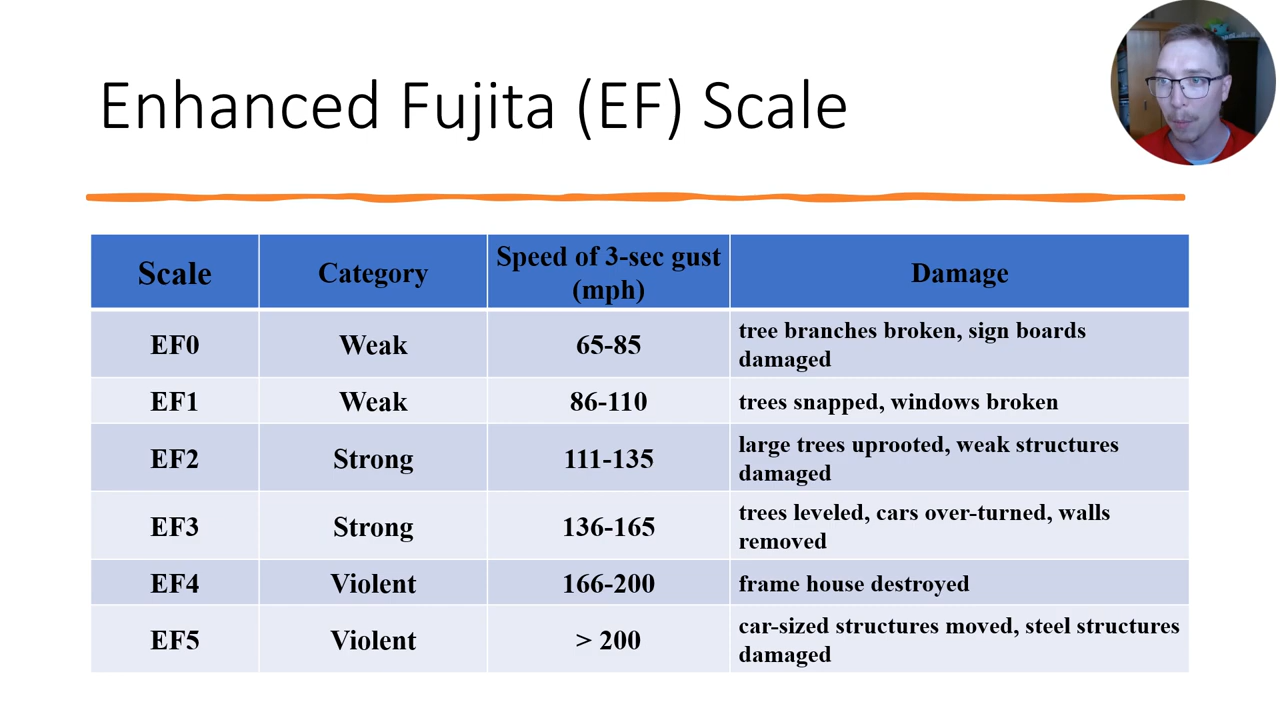 Enhanced Fujita (EF) Scale
Scale
Category
Speed of 3-sec gust
(mph)
Damage
EF0
Weak
65-85
tree branches broken, sign boards
damaged
EF1
Weak
86-110
trees snapped, windows broken
EF2
Strong
111-135
large trees uprooted, weak structures
damaged
EF3
Strong
136-165
trees leveled, cars over-turned, walls
removed
EF4
Violent
166-200
frame house destroyed
EF5
Violent
> 200
car-sized structures moved, steel structures
damaged